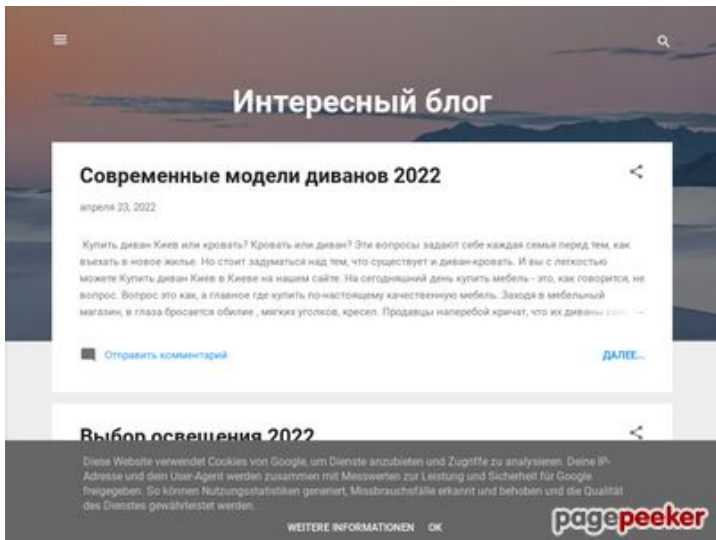 Интересный блог
Современные модели диванов 2022
апреля 23, 2022
Купить диван Киев или кровать? Кровать или диван? Эти вопросы задают себе каждая семья перед тем, как
въехать в новое жилье. Но стоит задуматься над тем, что существует и диван-кровать. И вы с легкостью
можете Купить диван Киев в Киеве на нашем сайте. На сегодняшний день купить мебель - это, как говорится, не
вопрос. Вопрос это как, а главное где купить по-настоящему качественную мебель. Заходя в мебельный
магазин, в глаза бросается обилие , мягких уголков, кресел. Продавцы наперебой кричат, что их диваны
Отправить комментарий
ДАЛЕЕ...
Выбор освещения 2022
Diese Website verwendet Cookies von Google, um Dienste anzubieten und Zugriffe zu analysieren. Deine IP-
Adresse und dein User-Agent werden zusammen mit Messwerten zur Leistung und Sicherheit für Google
freigegeben. So können Nutzungsstatistiken generiert, Missbrauchsfälle erkannt und behoben und die Qualität
des Dienstes gewährleistet werden.
WEITERE INFORMATIONEN OK
pagepeeker